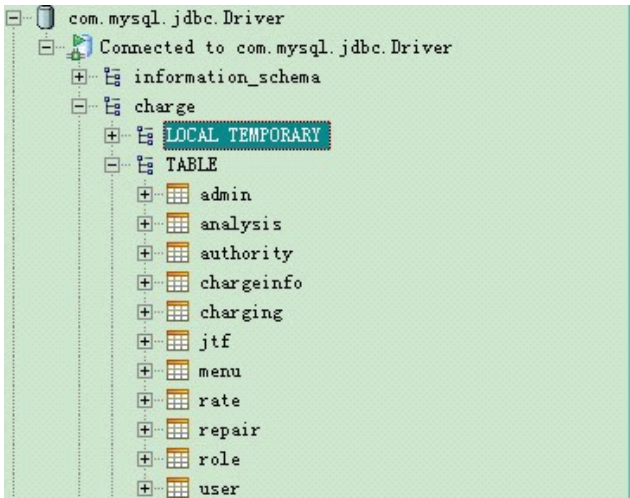 com.mysql.jdbc.Driver
Connected to com.mysql.jdbc.Driver
information_schema
charge
LOCAL TEMPORARY
TABLE
admin
analysis
authority
chargeinfo
charging
jtf
menu
rate
repair
role
user